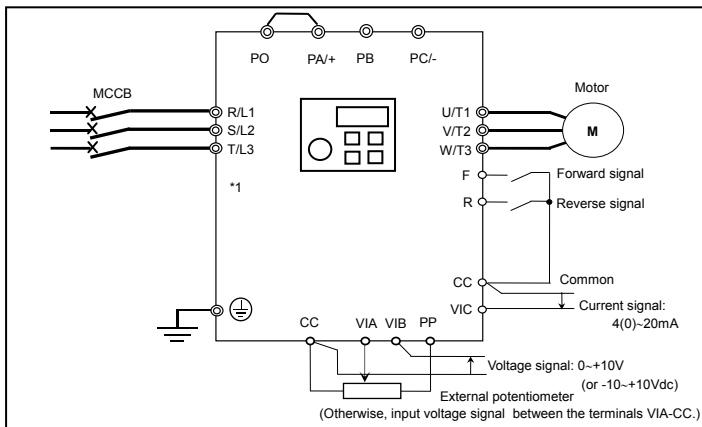 PO PA/+ PB PC/-
MCCB
Motor
R/L1
S/L2
T/L3
U/T1
V/T2
W/T3
M
F
Forward signal
R
Reverse signal
*1
CC
Common
VIC
Current signal:
4(0)~20mA
CC VIA VIB PP
Voltage signal: 0~+10V
(or -10~+10Vdc)
External potentiometer
(Otherwise, input voltage signal between the terminals VIA-CC.)